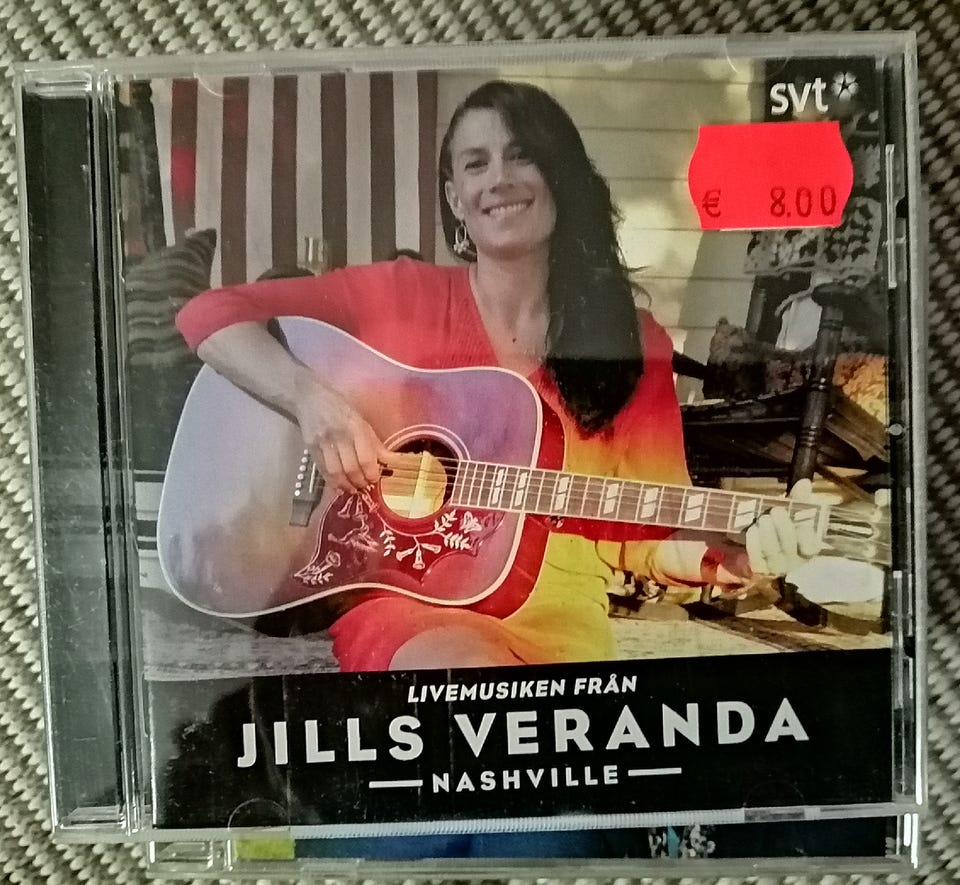 svt
€ 8.00
LIVEMUSIKEN FRÅN
JILLS VERANDA
NASHVILLE